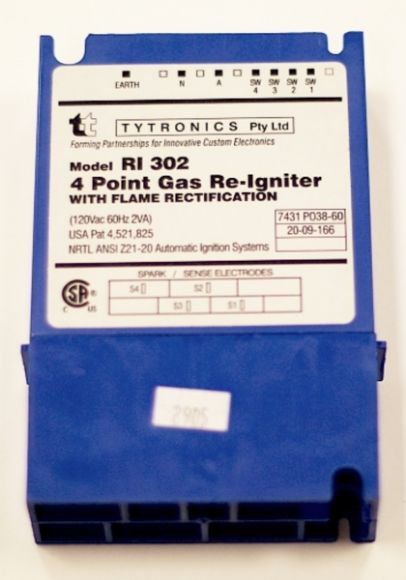 EARTH N A SW 4 SW 3 SW 2 SW 1
tt TYTRONICS Pty Ltd
Forming Partnerships for Innovative Custom Electronics
Model RI 302
4 Point Gas Re-Igniter
WITH FLAME RECTIFICATION
(120Vac 60Hz 2VA) 7431 P038-60
USA Pat 4,521,825 20-09-166
NRTL ANSI Z21-20 Automatic Ignition Systems
SPARK / SENSE ELECTRODES
S4 S2
S3 S1
SA ®
C US
2905